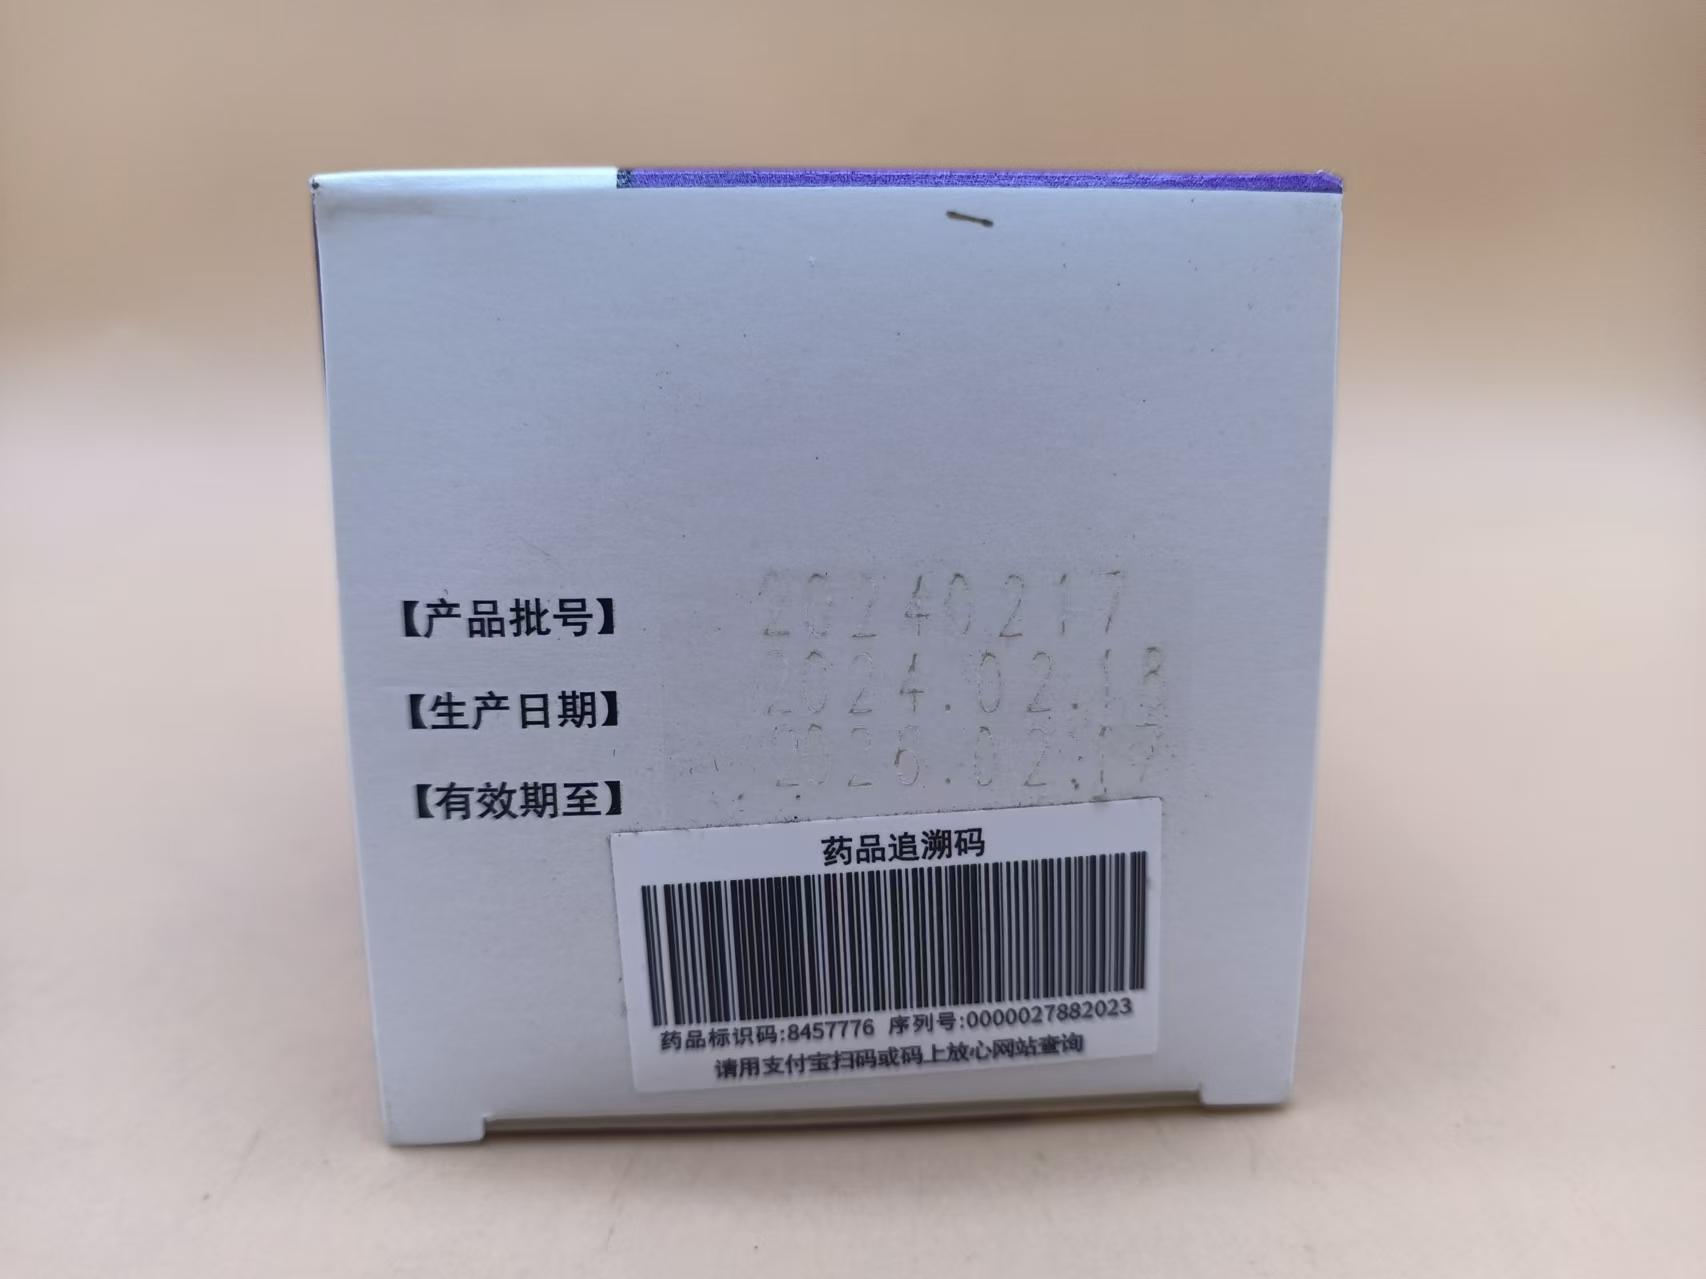 【产品批号】 20240217
【生产日期】 2024.02.18
【有效期至】 2026.02.17
药品追溯码
药品标识码:8457776 序列号:0000027882023
请用支付宝扫码或码上放心网站查询